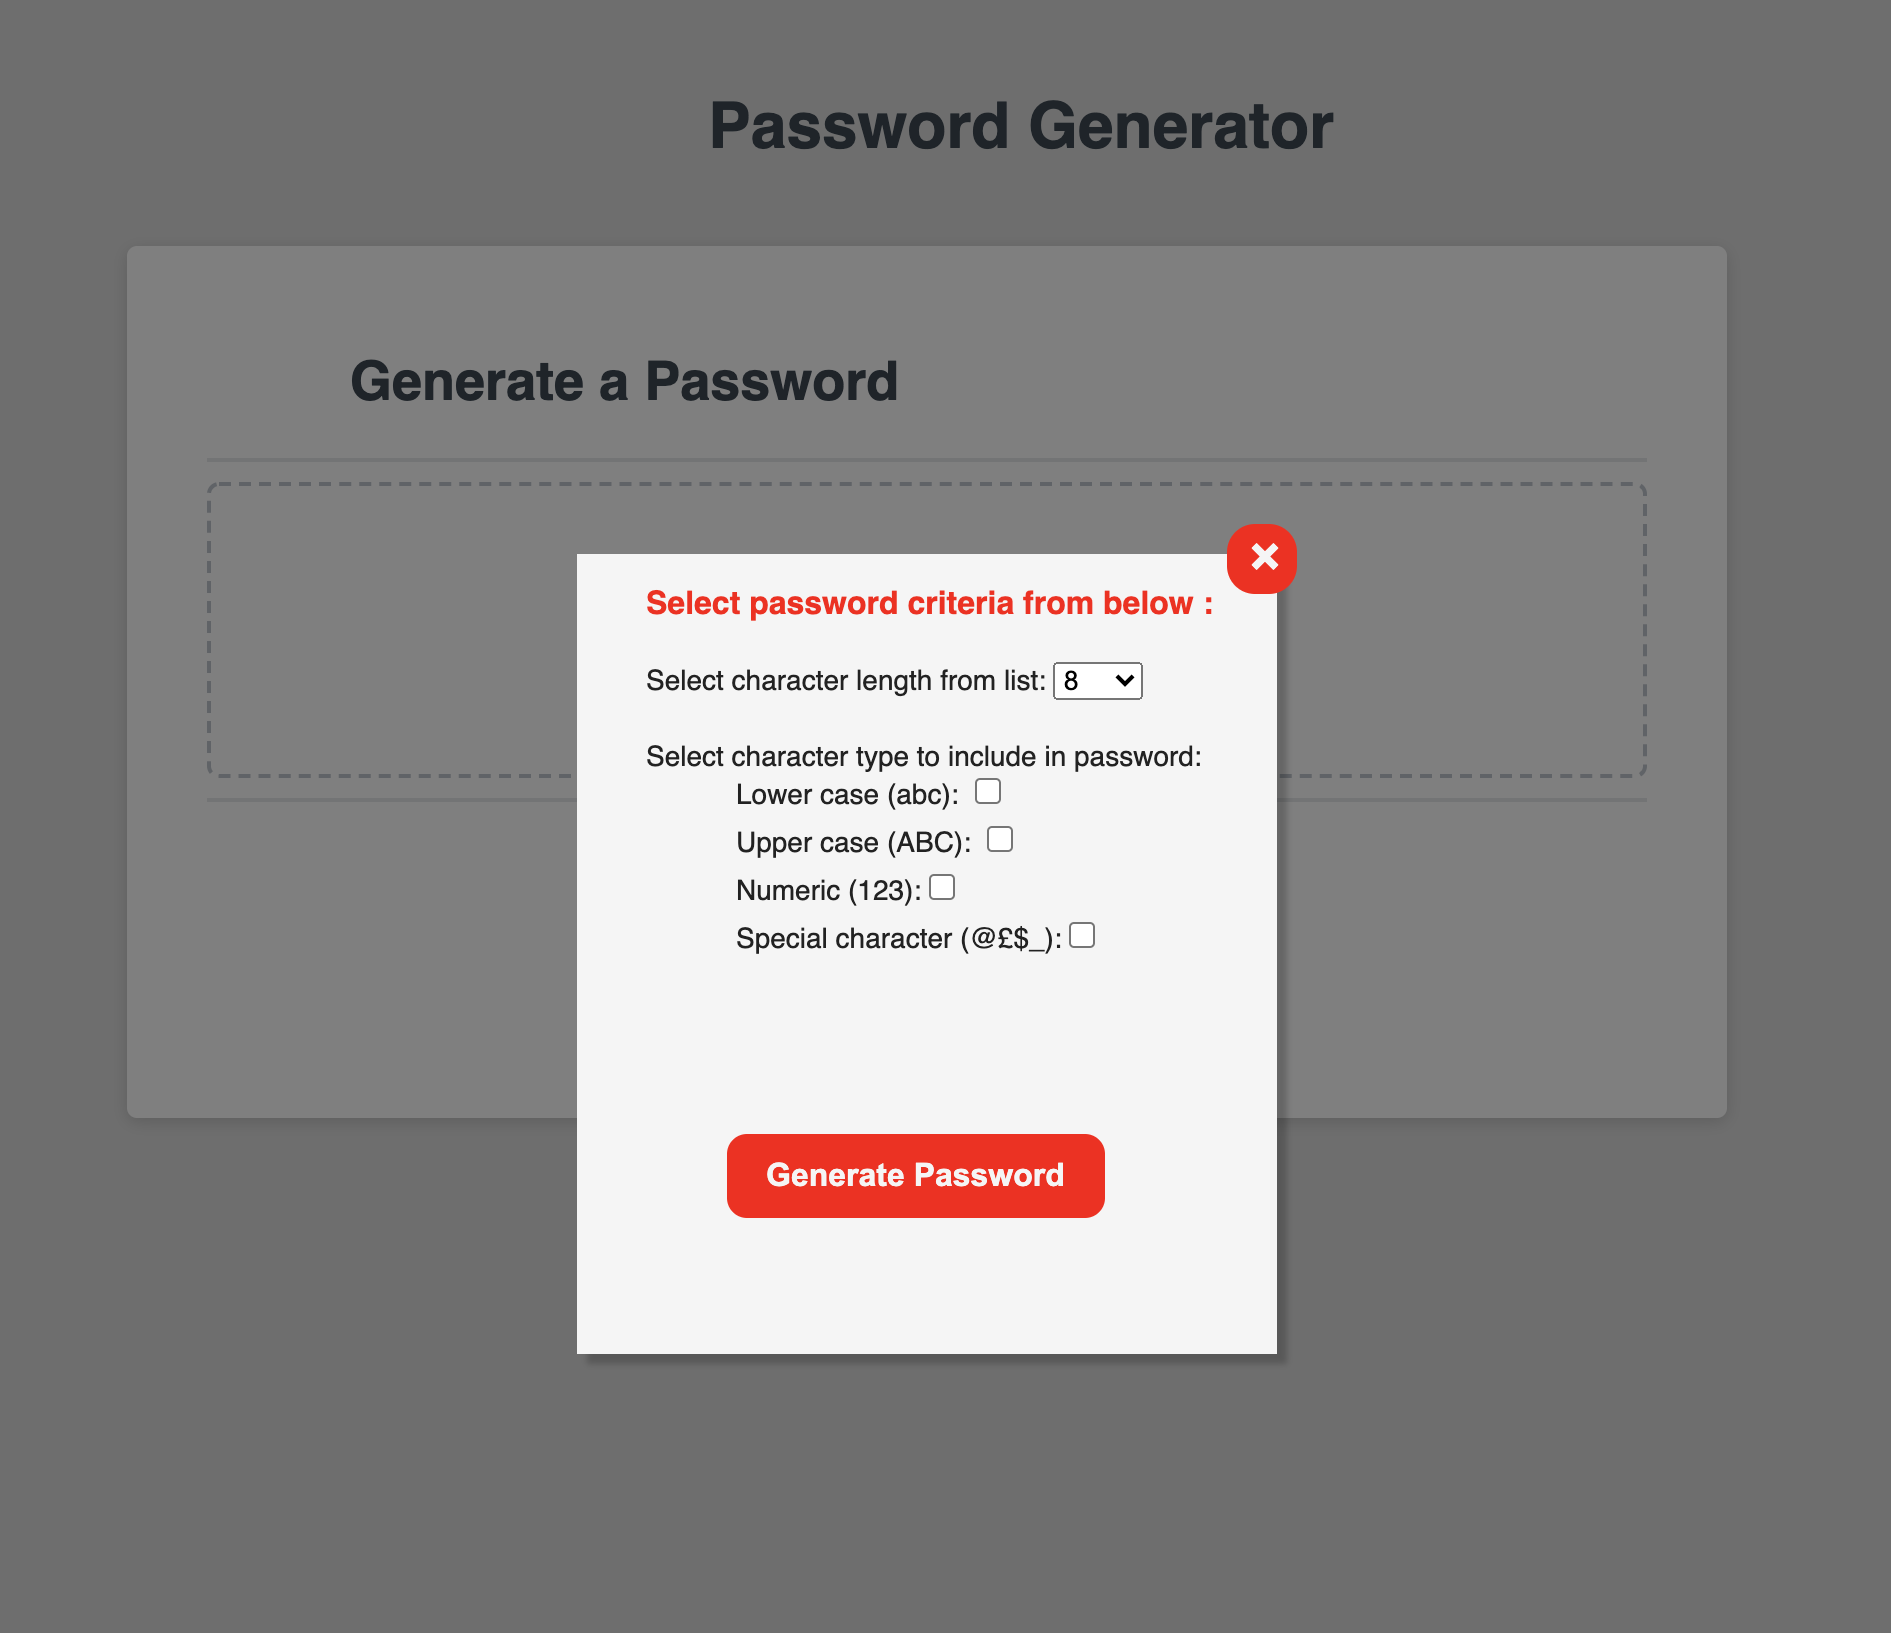 Password Generator
Generate a Password
Select password criteria from below :
Select character length from list: 8
Select character type to include in password:
Lower case (abc):
Upper case (ABC):
Numeric (123):
Special character (@£$_):
Generate Password